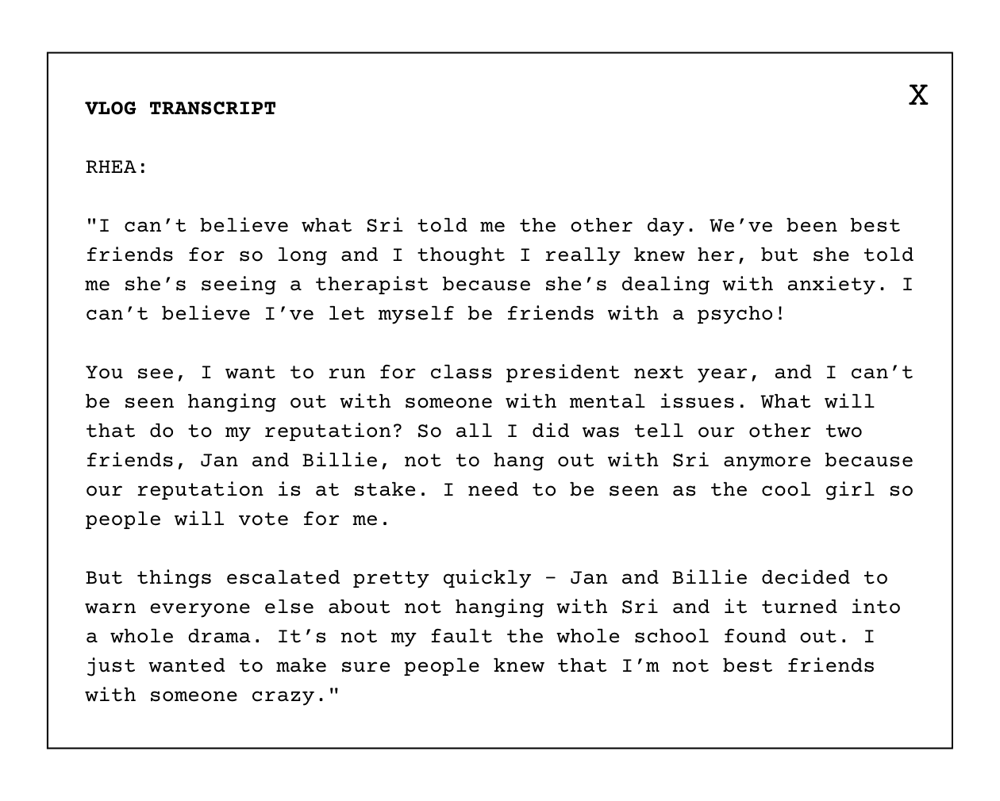 X
VLOG TRANSCRIPT
RHEA:
"I can’t believe what Sri told me the other day. We’ve been best
friends for so long and I thought I really knew her, but she told
me she’s seeing a therapist because she’s dealing with anxiety. I
can’t believe I’ve let myself be friends with a psycho!
You see, I want to run for class president next year, and I can’t
be seen hanging out with someone with mental issues. What will
that do to my reputation? So all I did was tell our other two
friends, Jan and Billie, not to hang out with Sri anymore because
our reputation is at stake. I need to be seen as the cool girl so
people will vote for me.
But things escalated pretty quickly – Jan and Billie decided to
warn everyone else about not hanging with Sri and it turned into
a whole drama. It’s not my fault the whole school found out. I
just wanted to make sure people knew that I’m not best friends
with someone crazy."